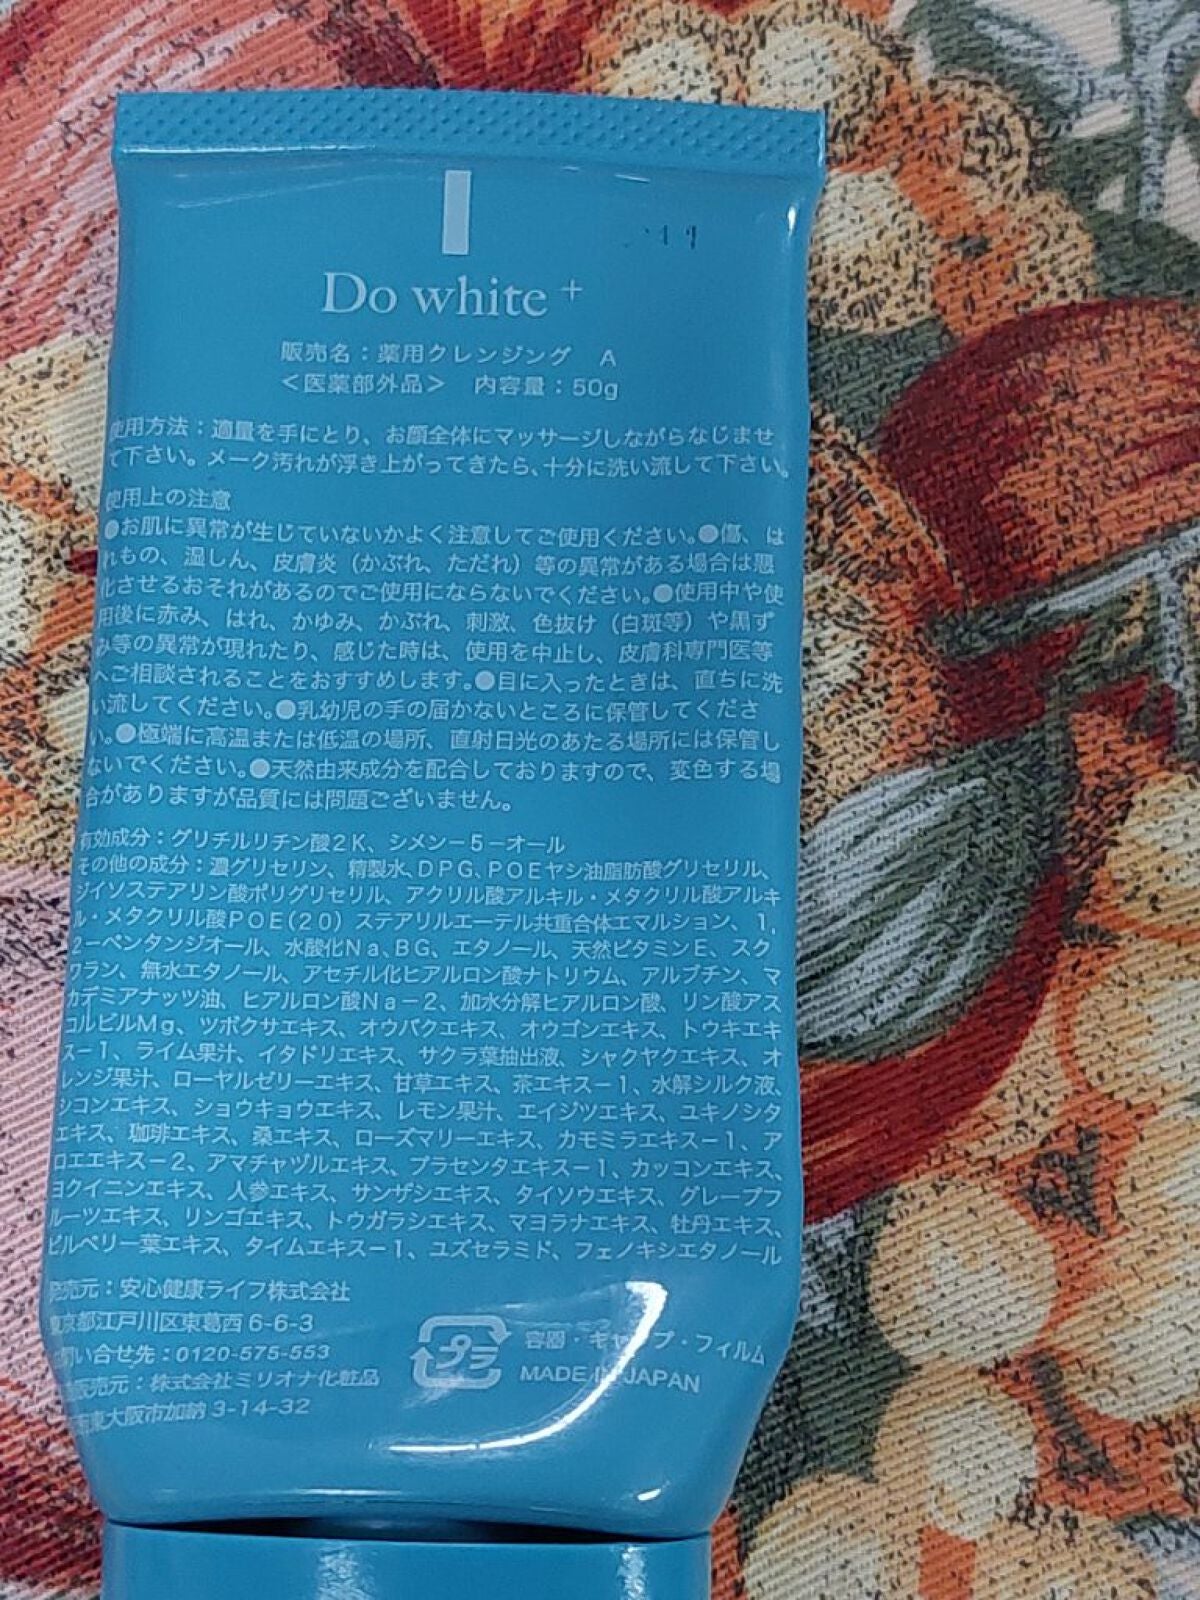 Do white +
販売名：薬用クレンジング　A
＜医薬部外品＞　内容量：50g
使用方法：適量を手にとり、お顔全体にマッサージしながらなじませ
て下さい。メーク汚れが浮き上がってきたら、十分に洗い流して下さい。
使用上の注意
●お肌に異常が生じていないかよく注意してご使用ください。●傷、は
れもの、湿しん、皮膚炎（かぶれ、ただれ）等の異常がある場合は悪
化させるおそれがあるのでご使用にならないでください。●使用中や使
用後に赤み、はれ、かゆみ、かぶれ、刺激、色抜け（白斑等）や黒ず
み等の異常が現れたり、感じた時は、使用を中止し、皮膚科専門医等
へご相談されることをおすすめします。●目に入ったときは、直ちに洗
い流してください。●乳幼児の手の届かないところに保管してくださ
い。●極端に高温または低温の場所、直射日光のあたる場所には保管し
ないでください。●天然由来成分を配合しておりますので、変色する場
合がありますが品質には問題ございません。
有効成分：グリチルリチン酸2K、シメン－5－オール
その他の成分：濃グリセリン、精製水、DPG、POEヤシ油脂肪酸グリセリル、
ジイソステアリン酸ポリグリセリル、アクリル酸アルキル・メタクリル酸アルキ
ル・メタクリル酸POE(20) ステアリルエーテル共重合体エマルション、1，
2－ペンタンジオール、水酸化Na、BG、エタノール、天然ビタミンE、スク
ワラン、無水エタノール、アセチル化ヒアルロン酸ナトリウム、アルブチン、マ
カデミアナッツ油、ヒアルロン酸Na－2、加水分解ヒアルロン酸、リン酸アス
コルビルMg、ツボクサエキス、オウバクエキス、オウゴンエキス、トウキエキ
ス－1、ライム果汁、イタドリエキス、サクラ葉抽出液、シャクヤクエキス、オ
レンジ果汁、ローヤルゼリーエキス、甘草エキス、茶エキス－1、水解シルク液、
シコンエキス、ショウキョウエキス、レモン果汁、エイジツエキス、ユキノシタ
エキス、珈琲エキス、桑エキス、ローズマリーエキス、カモミラエキス－1、ア
ロエエキス－2、アマチャヅルエキス、プラセンタエキス－1、カッコンエキス、
ヨクイニンエキス、人参エキス、サンザシエキス、タイソウエキス、グレープフ
ルーツエキス、リンゴエキス、トウガラシエキス、マヨラナエキス、牡丹エキス、
ビルベリー葉エキス、タイムエキス－1、ユズセラミド、フェノキシエタノール
発売元：安心健康ライフ株式会社
東京都江戸川区東葛西 6-6-3
お問い合せ先：0120-575-553
販売元：株式会社ミリオナ化粧品
東大阪市加納 3-14-32
プラ
容器・キャップ・フィルム
MADE IN JAPAN